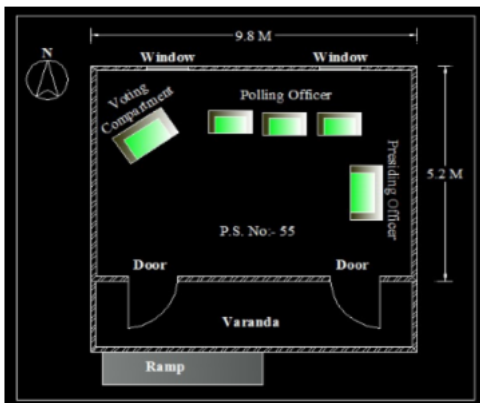 9.8 M
N
Window
Window
Voting
Compartment
Polling Officer
Presiding Officer
5.2 M
P.S. No:- 55
Door
Door
Varanda
Ramp